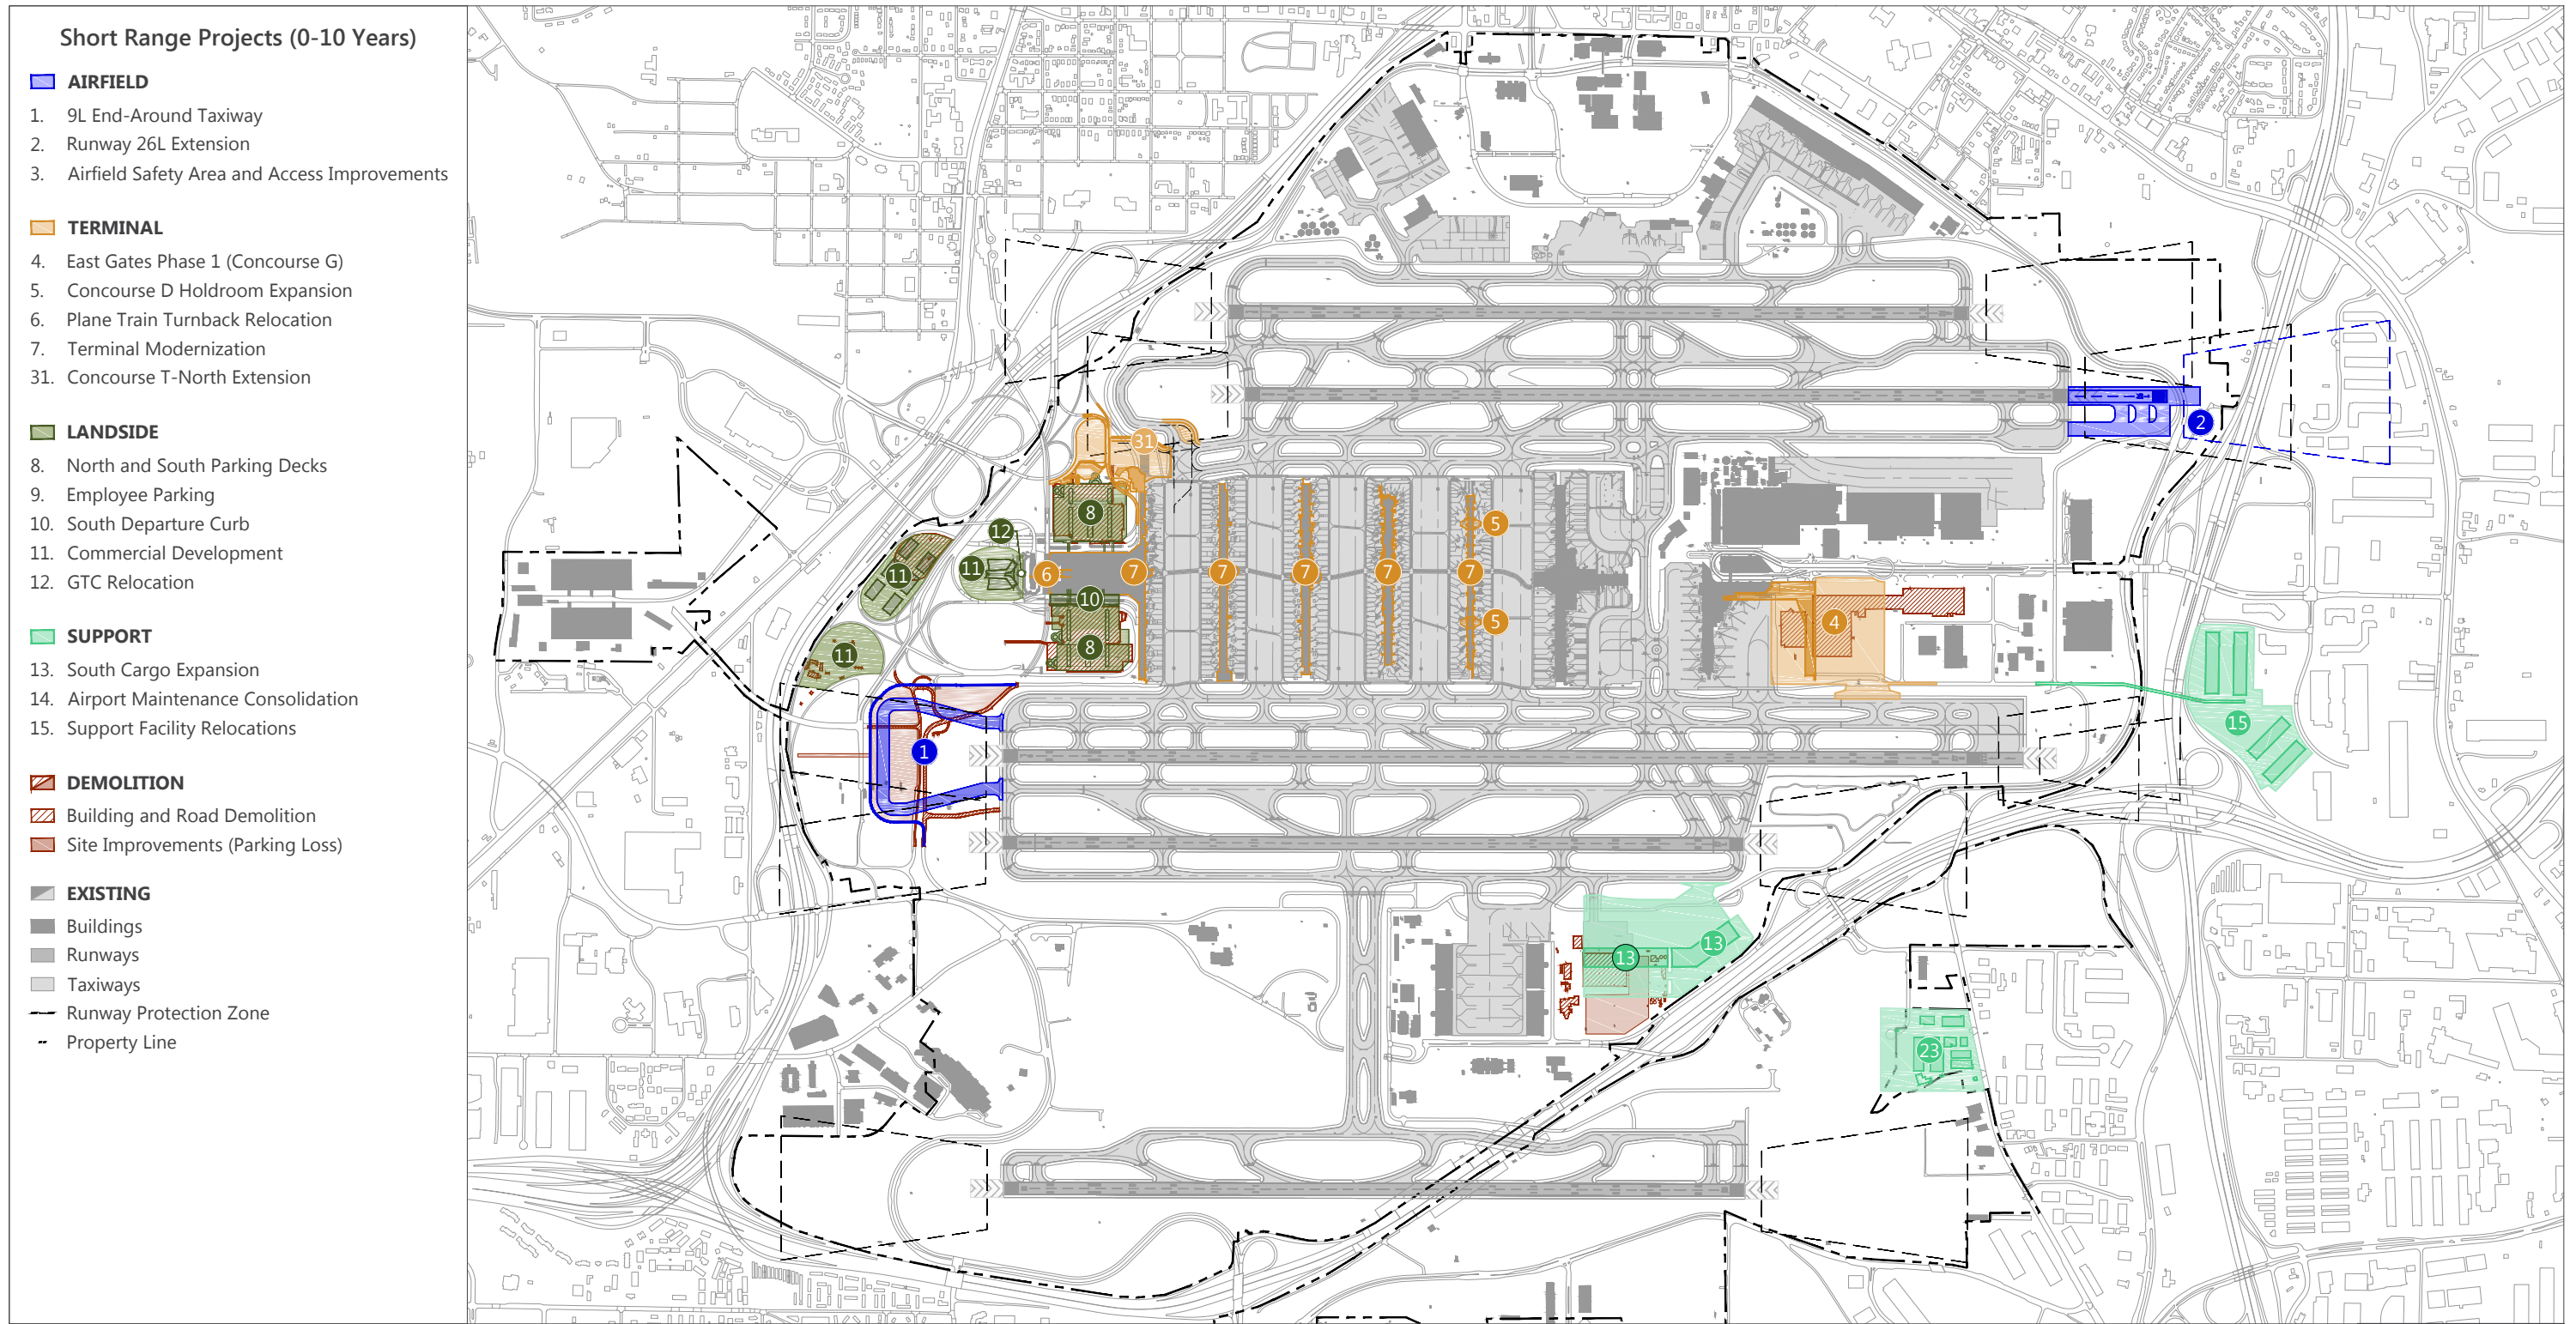 Short Range Projects (0-10 Years)
AIRFIELD
1. 9L End-Around Taxiway
2. Runway 26L Extension
3. Airfield Safety Area and Access Improvements
TERMINAL
4. East Gates Phase 1 (Concourse G)
5. Concourse D Holdroom Expansion
6. Plane Train Turnback Relocation
7. Terminal Modernization
31. Concourse T-North Extension
LANDSIDE
8. North and South Parking Decks
9. Employee Parking
10. South Departure Curb
11. Commercial Development
12. GTC Relocation
SUPPORT
13. South Cargo Expansion
14. Airport Maintenance Consolidation
15. Support Facility Relocations
DEMOLITION
Building and Road Demolition
Site Improvements (Parking Loss)
EXISTING
Buildings
Runways
Taxiways
Runway Protection Zone
Property Line
2
31
8
5
12
11
11
6
7
7
7
7
7
10
5
4
8
11
15
1
13
13
23